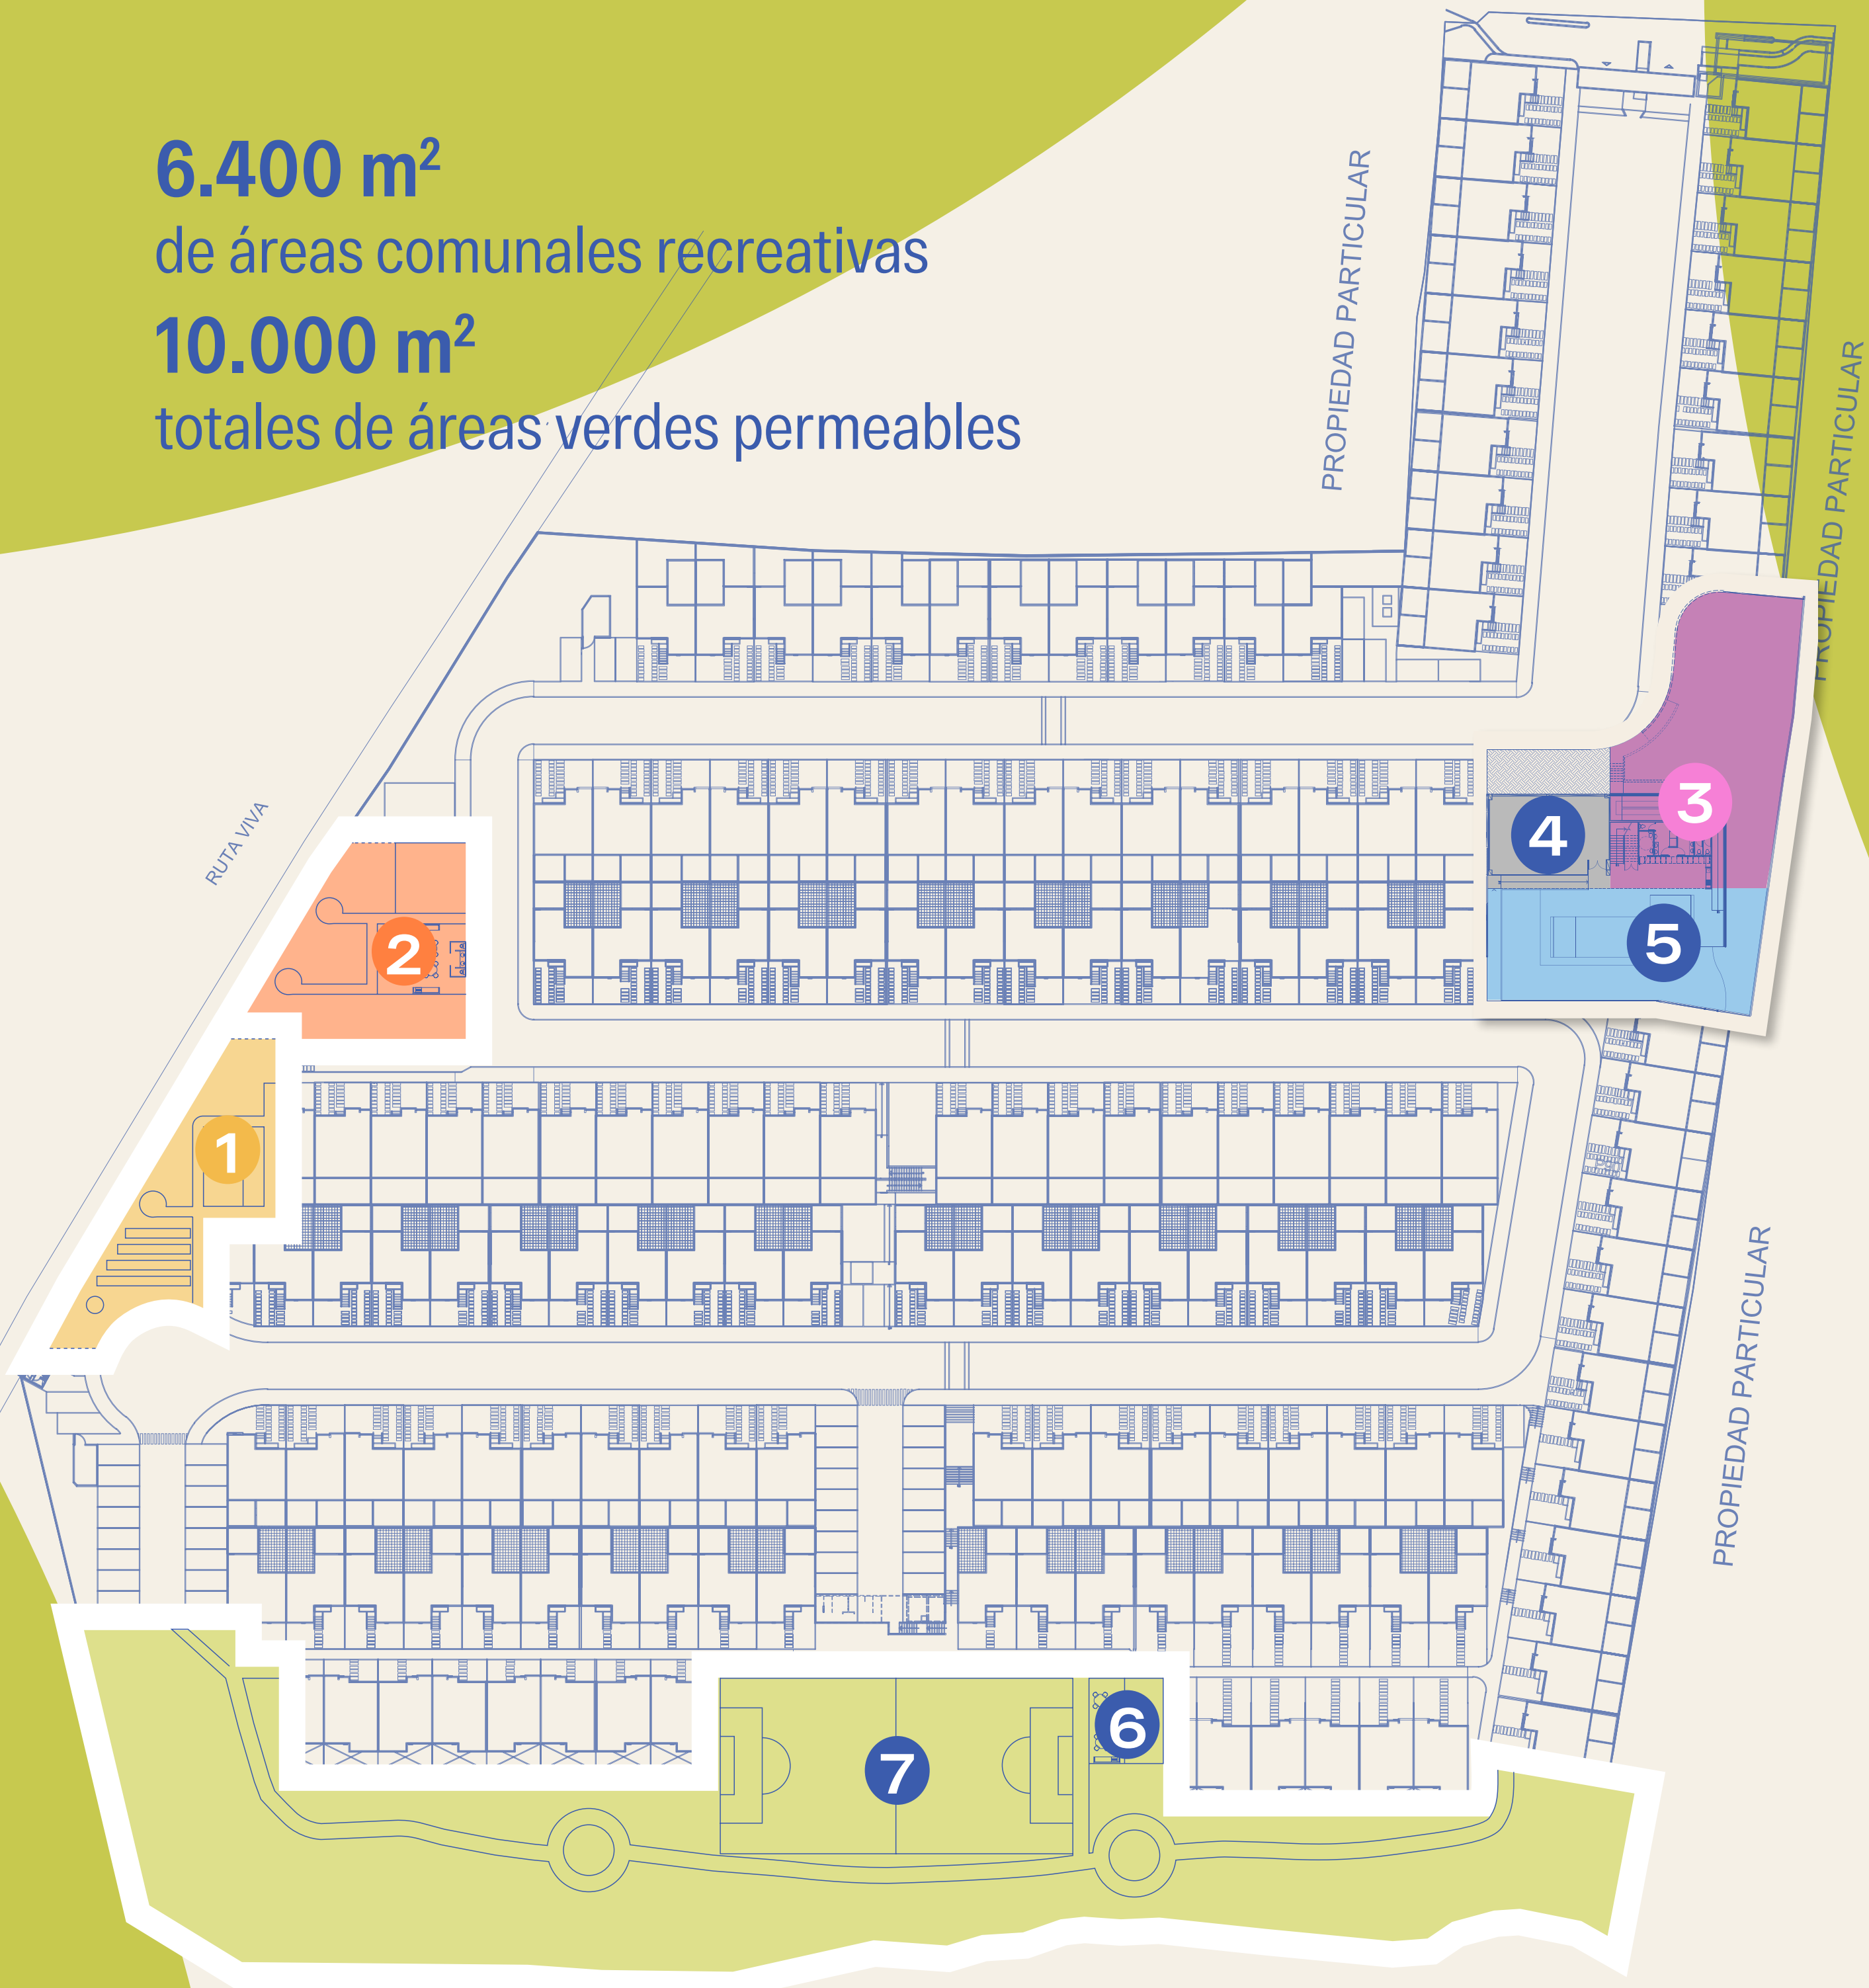 6.400 m²
de áreas comunales recreativas
10.000 m²
totales de áreas verdes permeables
PROPIEDAD PARTICULAR
PROPIEDAD PARTICULAR
RUTA VIVA
3
4
5
2
1
PROPIEDAD PARTICULAR
6
7